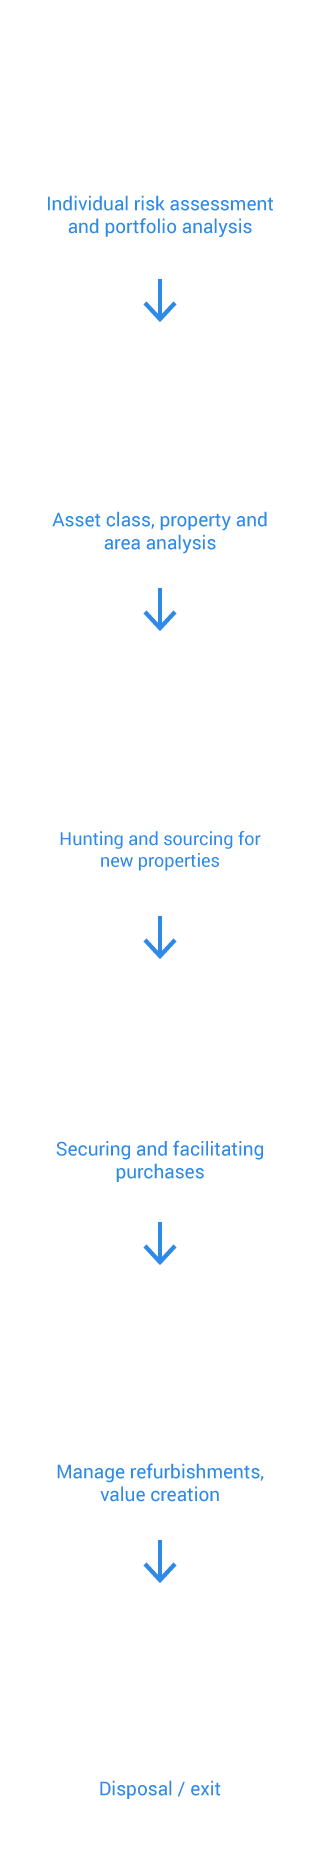 Individual risk assessment
and portfolio analysis
Asset class, property and
area analysis
Hunting and sourcing for
new properties
Securing and facilitating
purchases
Manage refurbishments,
value creation
Disposal / exit